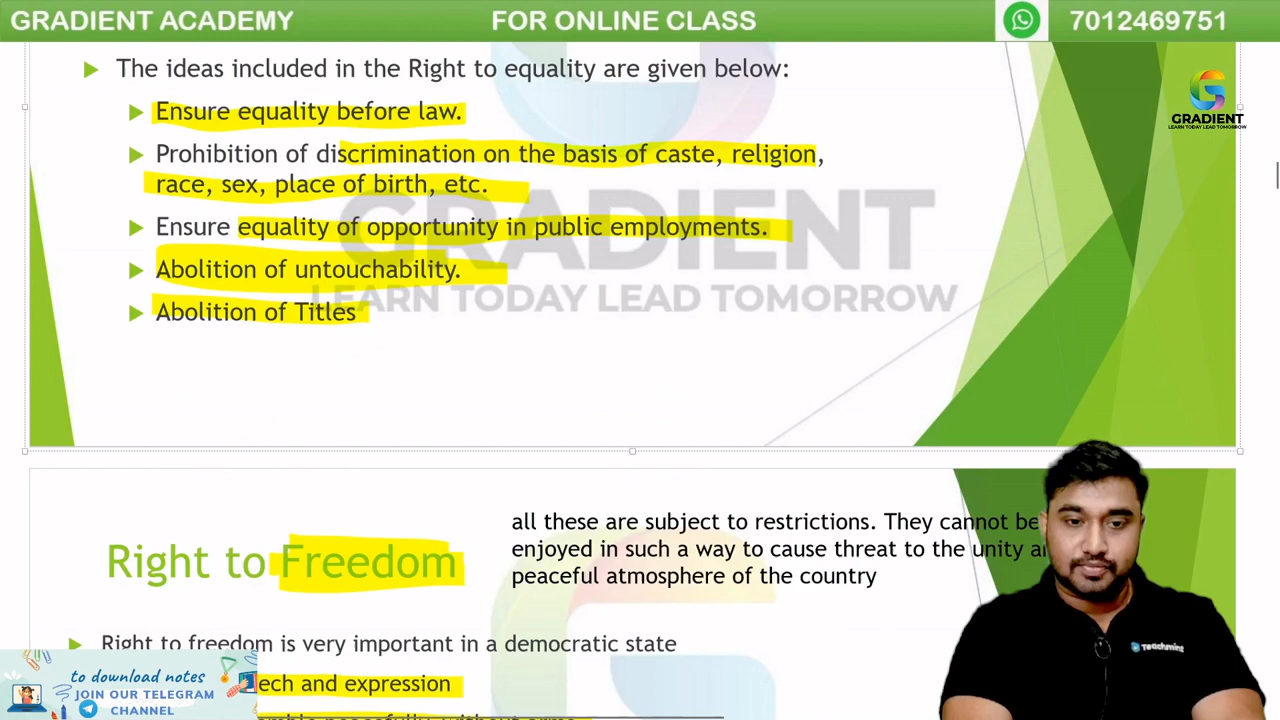 GRADIENT ACADEMY
FOR ONLINE CLASS
7012469751
The ideas included in the Right to equality are given below:
GRADIENT
LEARN TODAY LEAD TOMORROW
Ensure equality before law.
Prohibition of discrimination on the basis of caste, religion,
race, sex, place of birth, etc.
Ensure equality of opportunity in public employments.
Abolition of untouchability.
Abolition of Titles
GRADIENT
LEARN TODAY LEAD TOMORROW
all these are subject to restrictions. They cannot be
enjoyed in such a way to cause threat to the unity
peaceful atmosphere of the country
Right to Freedom
Right to freedom is very important in a democratic state
ech and expression
to download notes
JOIN OUR TELEGRAM
CHANNEL
Teachmint